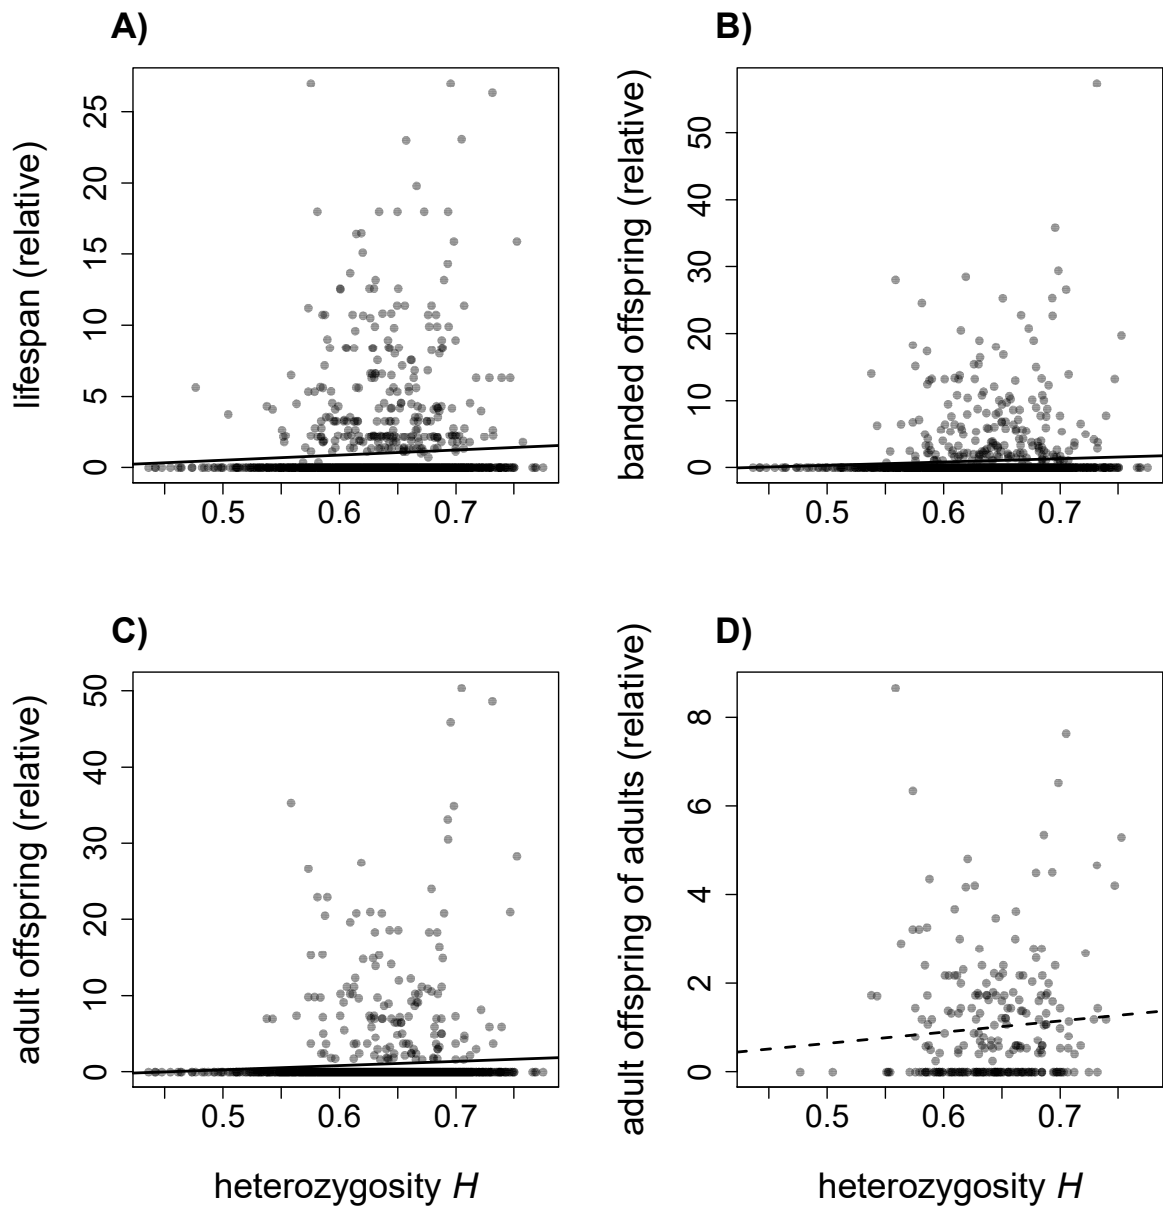 A)
lifespan (relative)
25
20
15
10
5
0
0.5 0.6 0.7
B)
banded offspring (relative)
50
40
30
20
10
0
0.5 0.6 0.7
C)
adult offspring (relative)
50
40
30
20
10
0
0.5 0.6 0.7
heterozygosity H
D)
adult offspring of adults (relative)
8
6
4
2
0
0.5 0.6 0.7
heterozygosity H